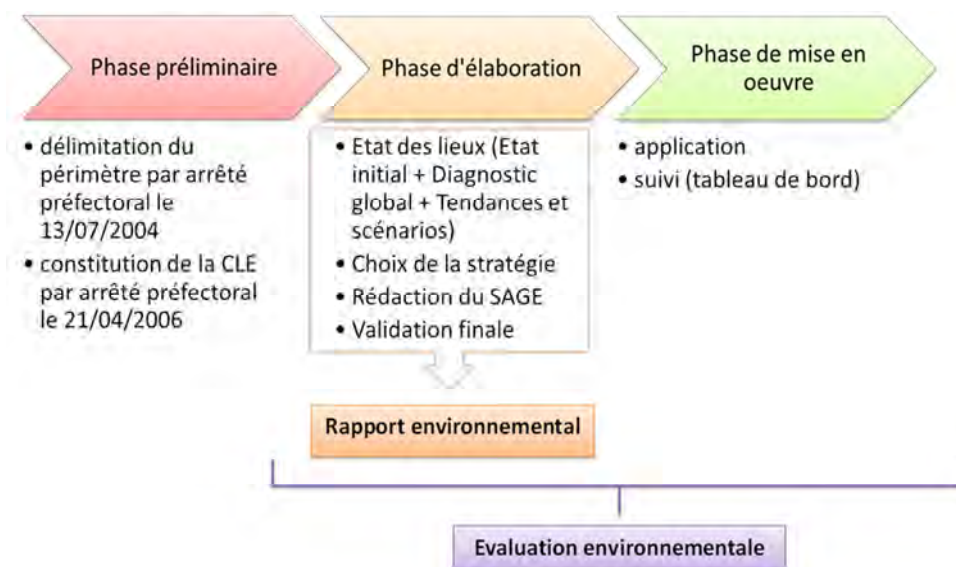 Phase préliminaire
• délimitation du
périmètre par arrêté
préfectoral le
13/07/2004
• constitution de la CLE
par arrêté préfectoral
le 21/04/2006
Phase d'élaboration
• Etat des lieux (Etat
initial + Diagnostic
global + Tendances et
scénarios)
• Choix de la stratégie
• Rédaction du SAGE
• Validation finale
Phase de mise en
oeuvre
• application
• suivi (tableau de bord)
Rapport environnemental
Evaluation environnementale